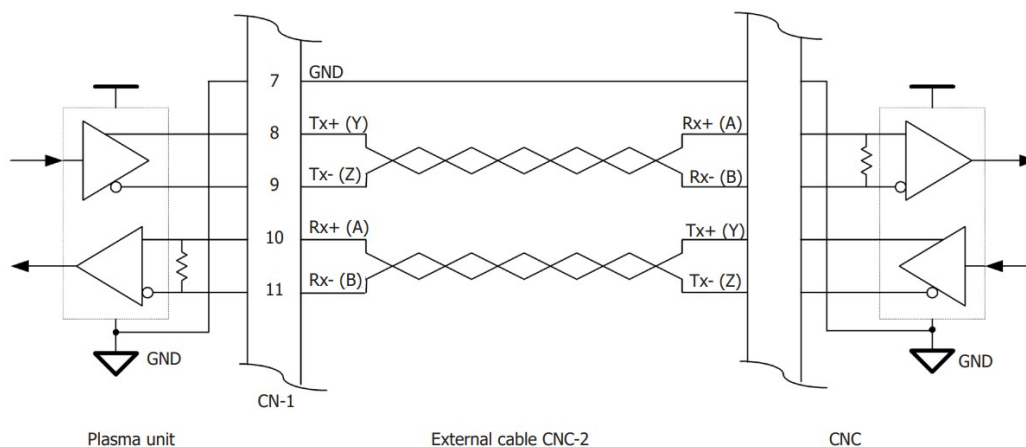 7 GND
8 Tx+ (Y) Rx+ (A)
9 Tx- (Z) Rx- (B)
10 Rx+ (A) Tx+ (Y)
11 Rx- (B) Tx- (Z)
GND GND
CN-1
Plasma unit External cable CNC-2 CNC